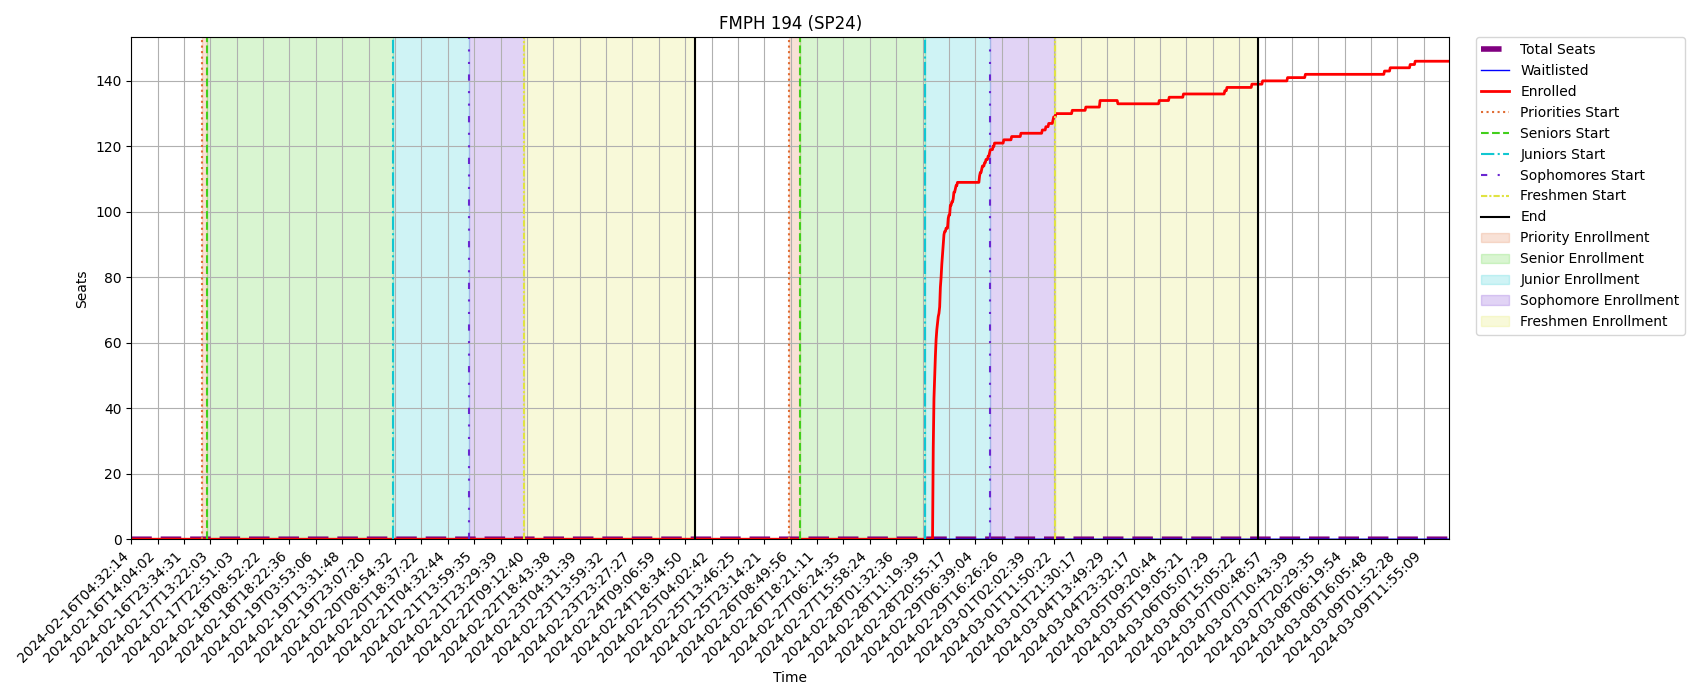 FMPH 194 (SP24)
Seats
140
120
100
80
60
40
20
0
2024-02-16T04:32:14
2024-02-16T14:04:02
2024-02-16T23:34:31
2024-02-17T13:22:03
2024-02-17T22:51:03
2024-02-18T08:52:22
2024-02-18T18:22:36
2024-02-19T03:53:06
2024-02-19T13:31:48
2024-02-19T23:07:20
2024-02-20T08:54:32
2024-02-20T18:37:22
2024-02-21T04:32:44
2024-02-21T13:59:35
2024-02-21T23:29:39
2024-02-22T09:12:40
2024-02-22T18:43:38
2024-02-23T04:31:39
2024-02-23T13:59:32
2024-02-23T23:27:27
2024-02-24T09:06:59
2024-02-24T18:34:50
2024-02-25T04:02:42
2024-02-25T13:46:25
2024-02-25T23:14:21
2024-02-26T08:49:56
2024-02-26T18:21:11
2024-02-27T06:24:35
2024-02-27T15:58:24
2024-02-28T01:32:36
2024-02-28T11:19:39
2024-02-28T20:55:17
2024-02-29T06:39:04
2024-02-29T16:26:26
2024-03-01T02:02:39
2024-03-01T11:50:22
2024-03-01T21:30:17
2024-03-04T13:49:29
2024-03-04T23:32:17
2024-03-05T09:20:44
2024-03-05T19:05:21
2024-03-06T05:07:29
2024-03-06T15:05:22
2024-03-07T00:48:57
2024-03-07T10:43:39
2024-03-07T20:29:35
2024-03-08T06:19:54
2024-03-08T16:05:48
2024-03-09T01:52:28
2024-03-09T11:55:09
Time
Total Seats
Waitlisted
Enrolled
Priorities Start
Seniors Start
Juniors Start
Sophomores Start
Freshmen Start
End
Priority Enrollment
Senior Enrollment
Junior Enrollment
Sophomore Enrollment
Freshmen Enrollment